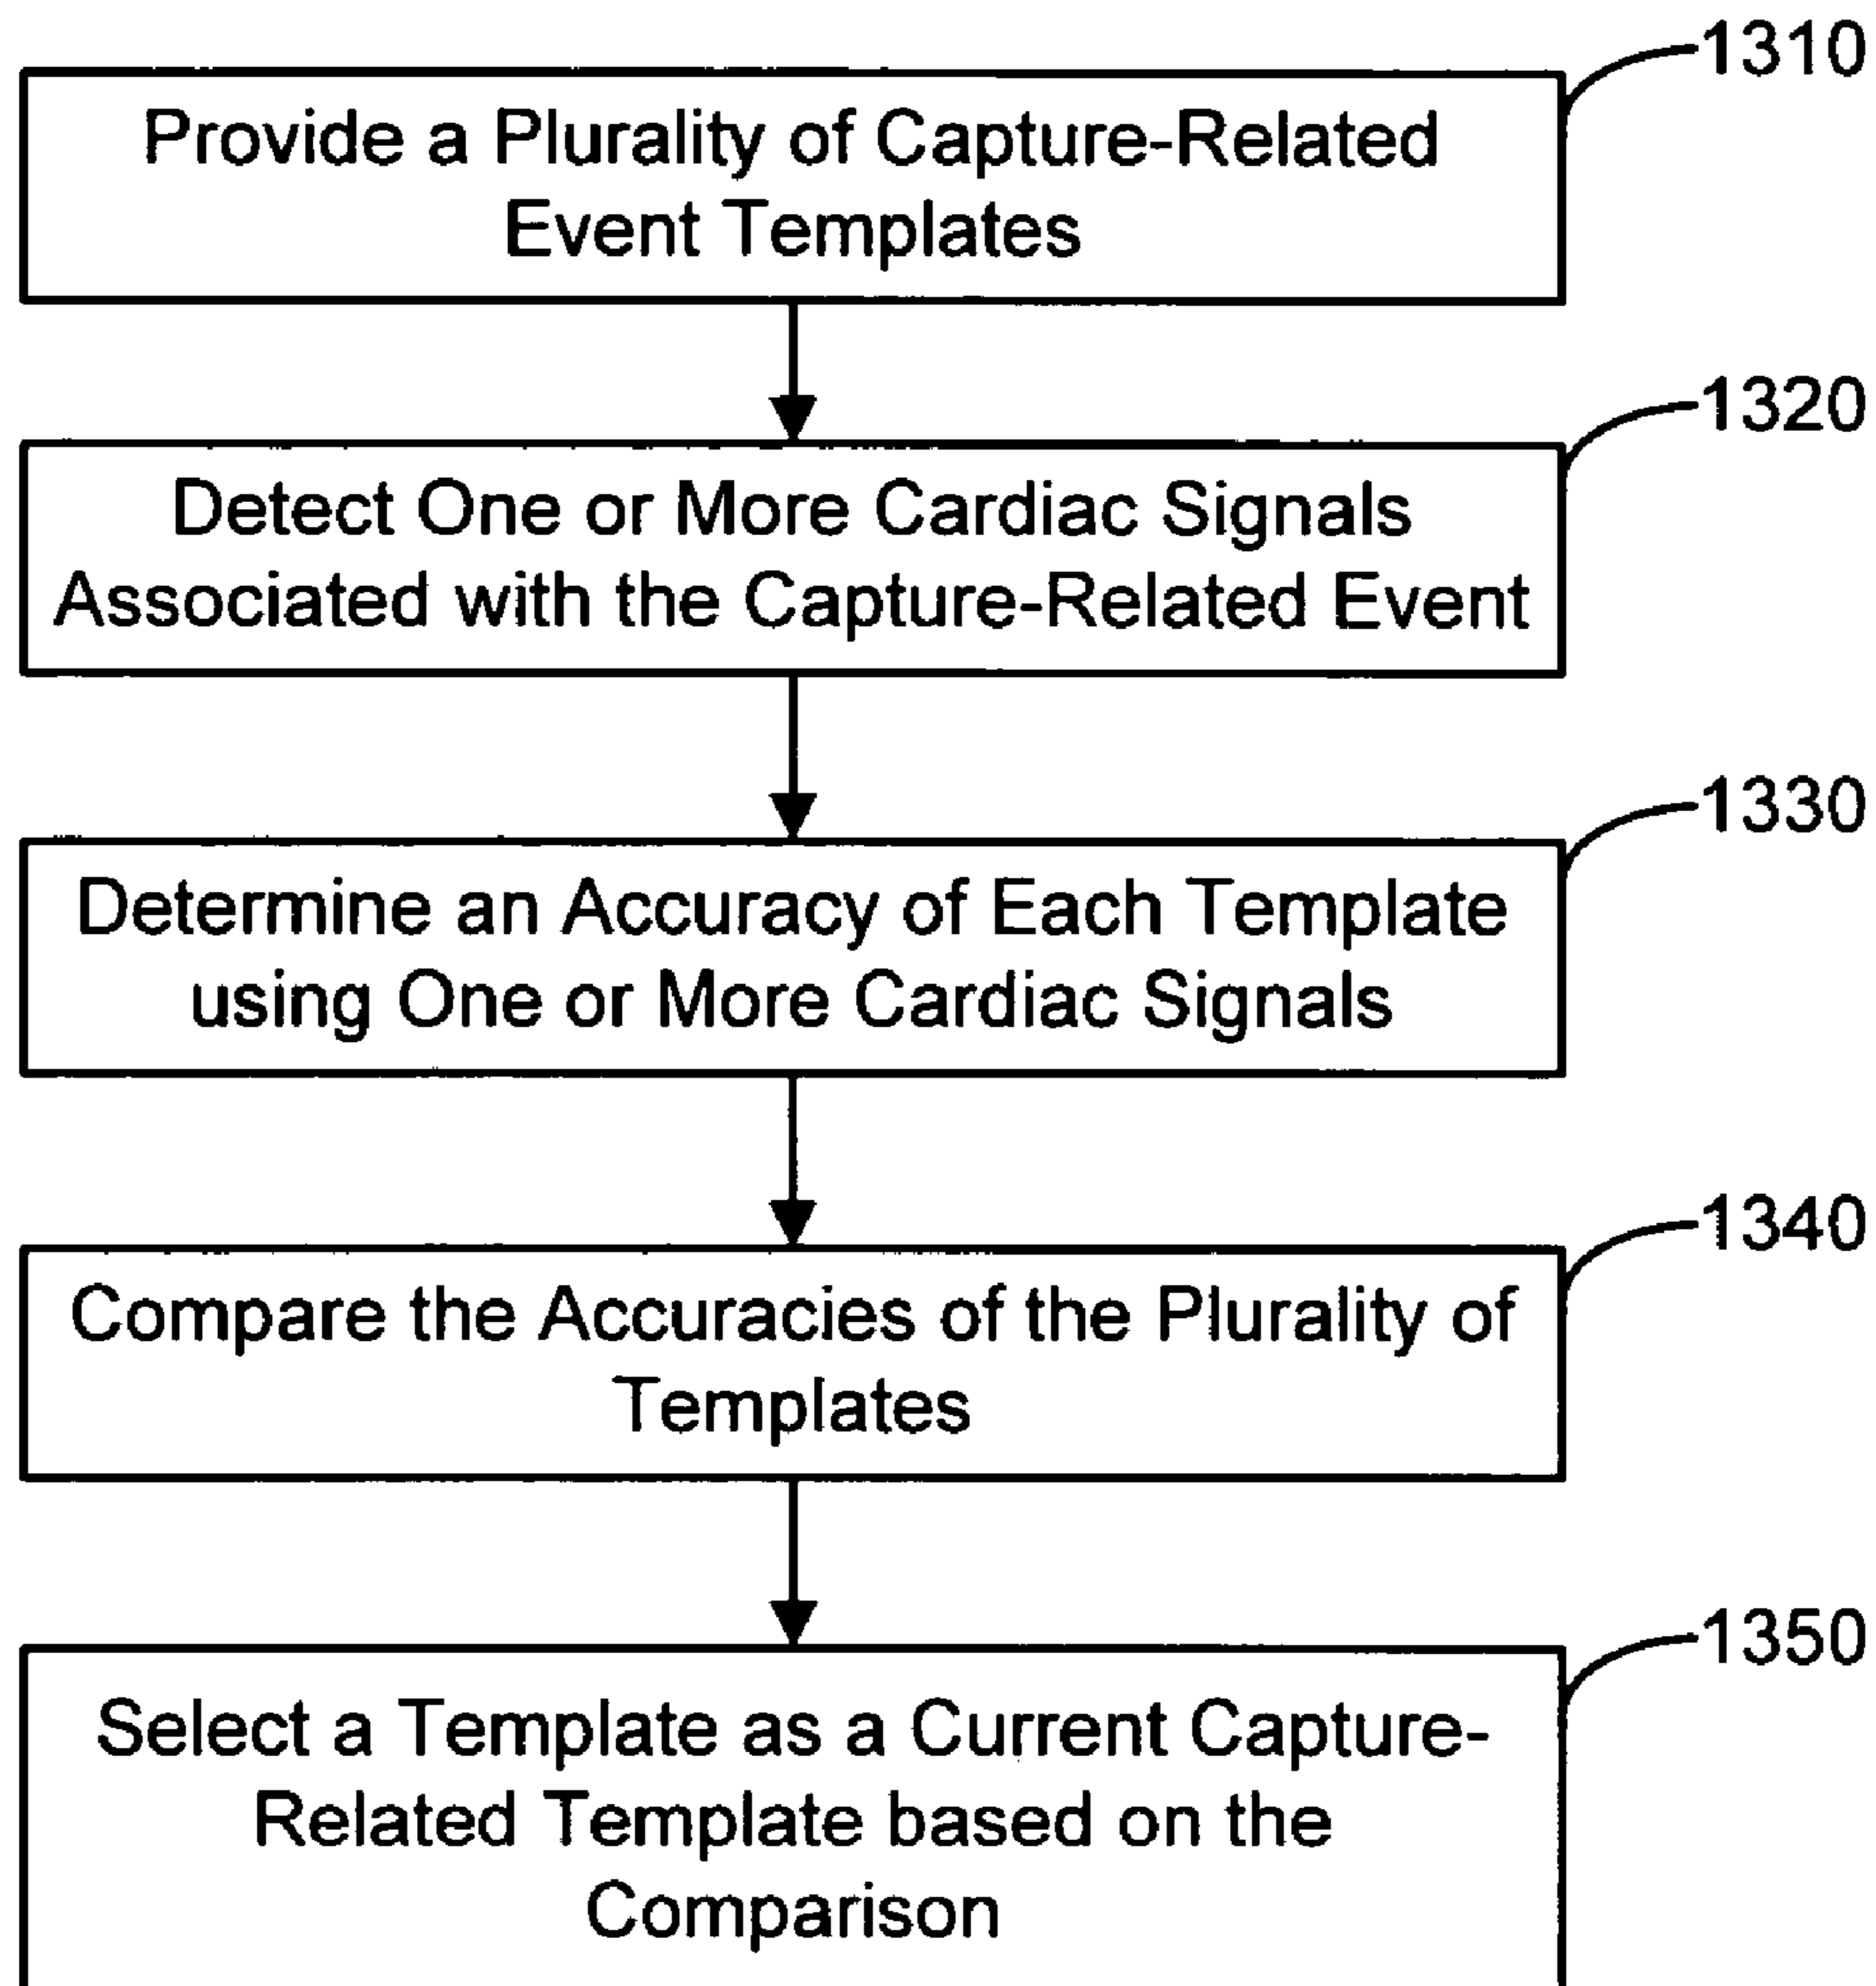 1310
Provide a Plurality of Capture-Related
Event Templates
1320
Detect One or More Cardiac Signals
Associated with the Capture-Related Event
1330
Determine an Accuracy of Each Template
using One or More Cardiac Signals
1340
Compare the Accuracies of the Plurality of
Templates
1350
Select a Template as a Current Capture-
Related Template based on the
Comparison